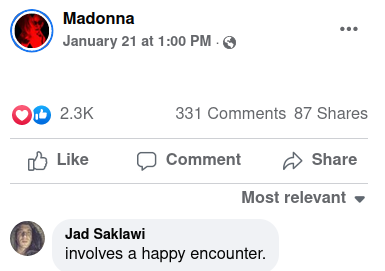 Madonna
January 21 at 1:00 PM ·
2.3K 331 Comments 87 Shares
Like Comment Share
Most relevant
Jad Saklawi
involves a happy encounter.